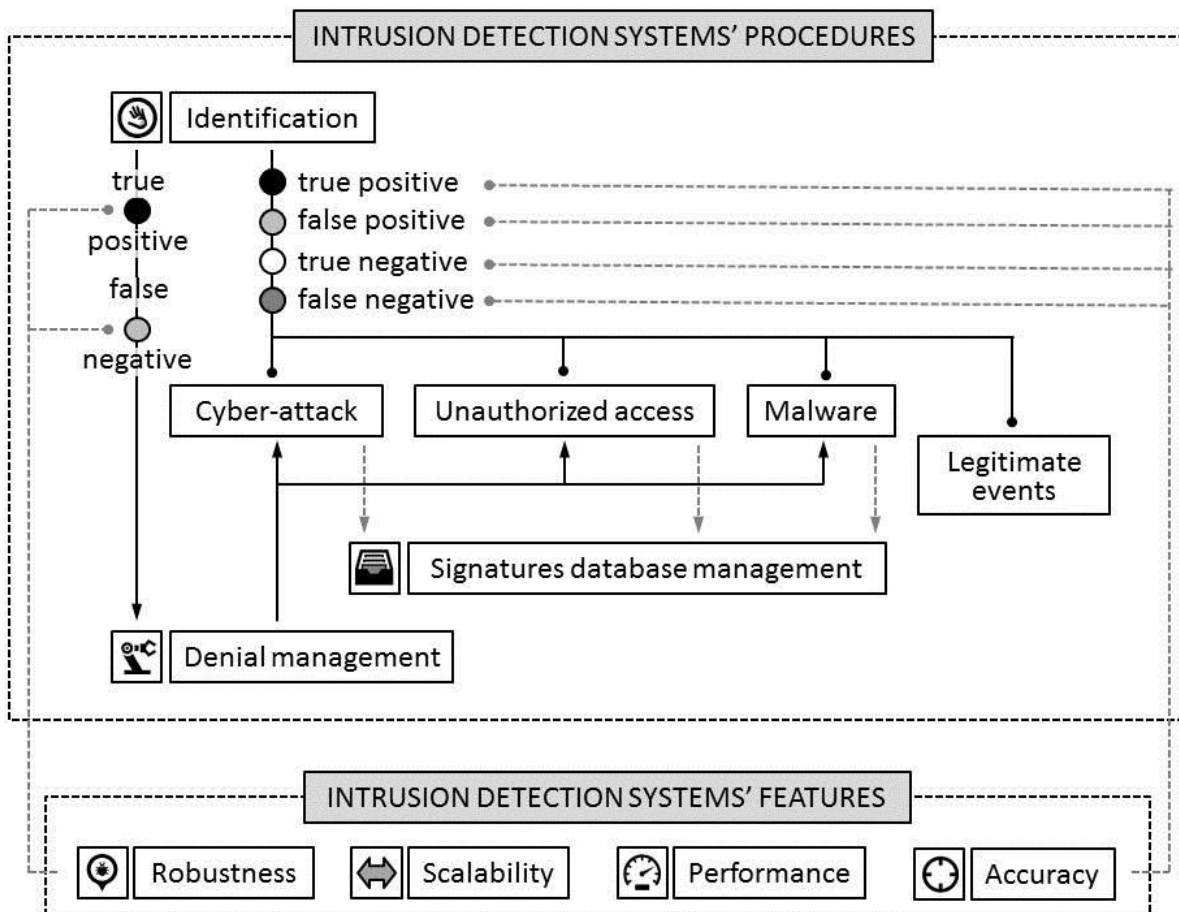 INTRUSION DETECTION SYSTEMS’ PROCEDURES
Identification
true
positive
false
negative
true positive
false positive
true negative
false negative
Cyber-attack
Unauthorized access
Malware
Legitimate
events
Signatures database management
Denial management
INTRUSION DETECTION SYSTEMS’ FEATURES
Robustness
Scalability
Performance
Accuracy